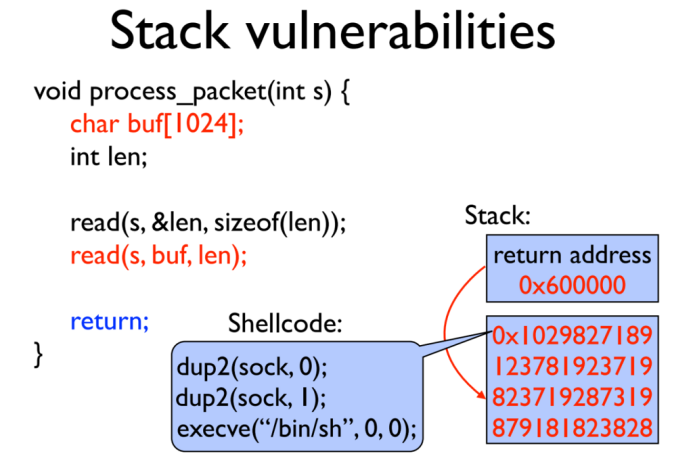 Stack vulnerabilities
void process_packet(int s) {
char buf[1024];
int len;
read(s, &len, sizeof(len));
read(s, buf, len);
return;
}
Shellcode:
dup2(sock, 0);
dup2(sock, 1);
execve(“/bin/sh”, 0, 0);
Stack:
return address
0x600000
0x1029827189
123781923719
823719287319
879181823828